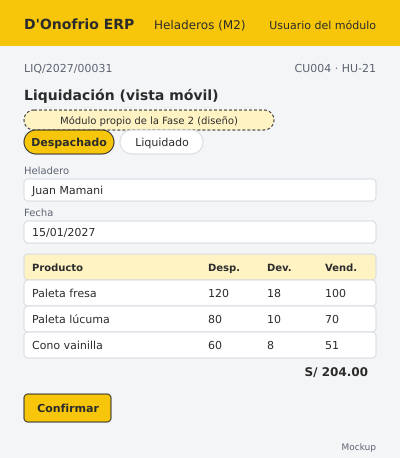 D'Onofrio ERP Heladeros (M2) Usuario del módulo
LIQ/2027/00031 CU004 · HU-21
Liquidación (vista móvil)
Módulo propio de la Fase 2 (diseño)
Despachado Liquidado
Heladero
Juan Mamani
Fecha
15/01/2027
Producto Desp. Dev. Vend.
Paleta fresa 120 18 100
Paleta lúcuma 80 10 70
Cono vainilla 60 8 51
S/ 204.00
Confirmar
Mockup